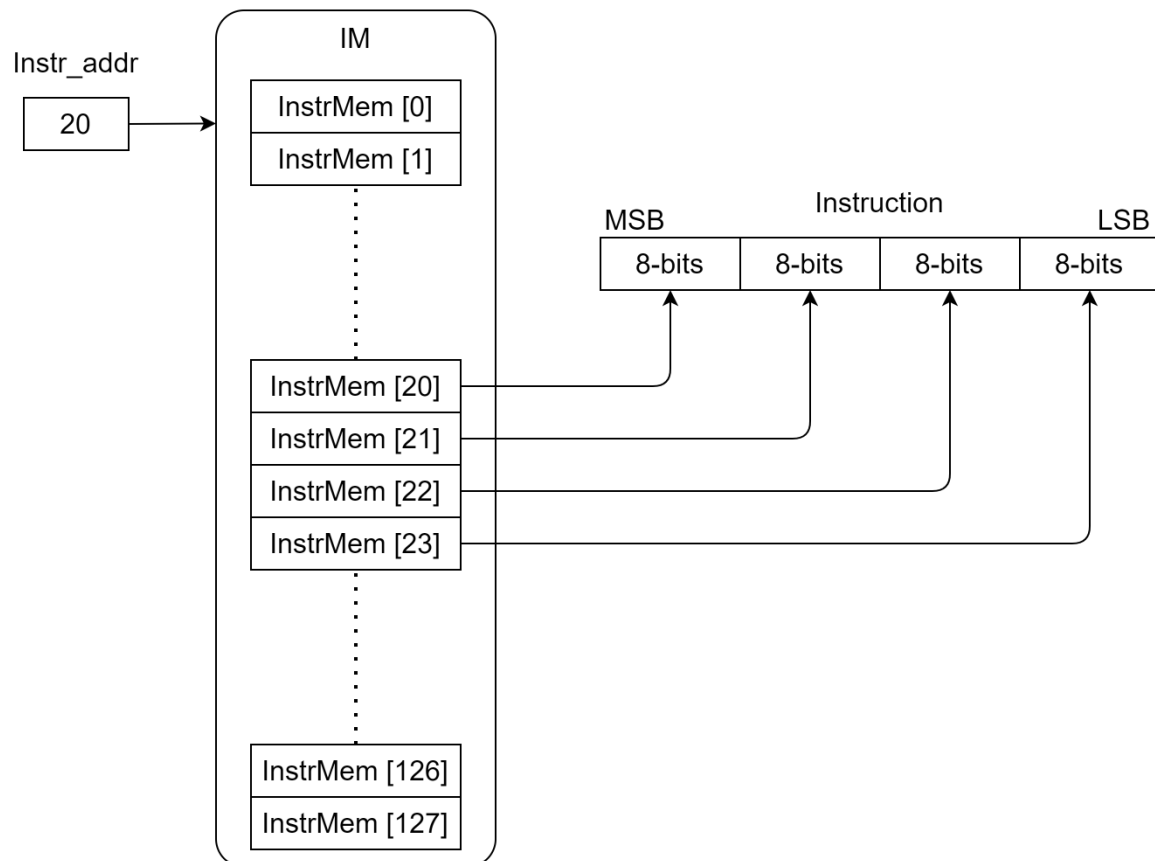 IM
Instr_addr
20
InstrMem [0]
InstrMem [1]
Instruction
MSB
LSB
8-bits 8-bits 8-bits 8-bits
InstrMem [20]
InstrMem [21]
InstrMem [22]
InstrMem [23]
InstrMem [126]
InstrMem [127]